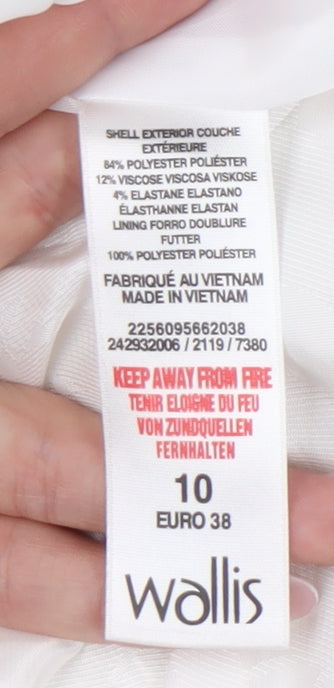 SHELL EXTERIOR COUCHE
EXTÉRIEURE
84% POLYESTER POLIÉSTER
12% VISCOSE VISCOSA VISKOSE
4% ELASTANE ELASTANO
ÉLASTHANNE ELASTAN
LINING FORRO DOUBLURE
FUTTER
100% POLYESTER POLIÉSTER
FABRIQUÉ AU VIETNAM
MADE IN VIETNAM
2256095662038
242932006 / 2119 / 7380
KEEP AWAY FROM FIRE
TENIR ELOIGNE DU FEU
VON ZUNDQUELLEN
FERNHALTEN
10
EURO 38
wallis